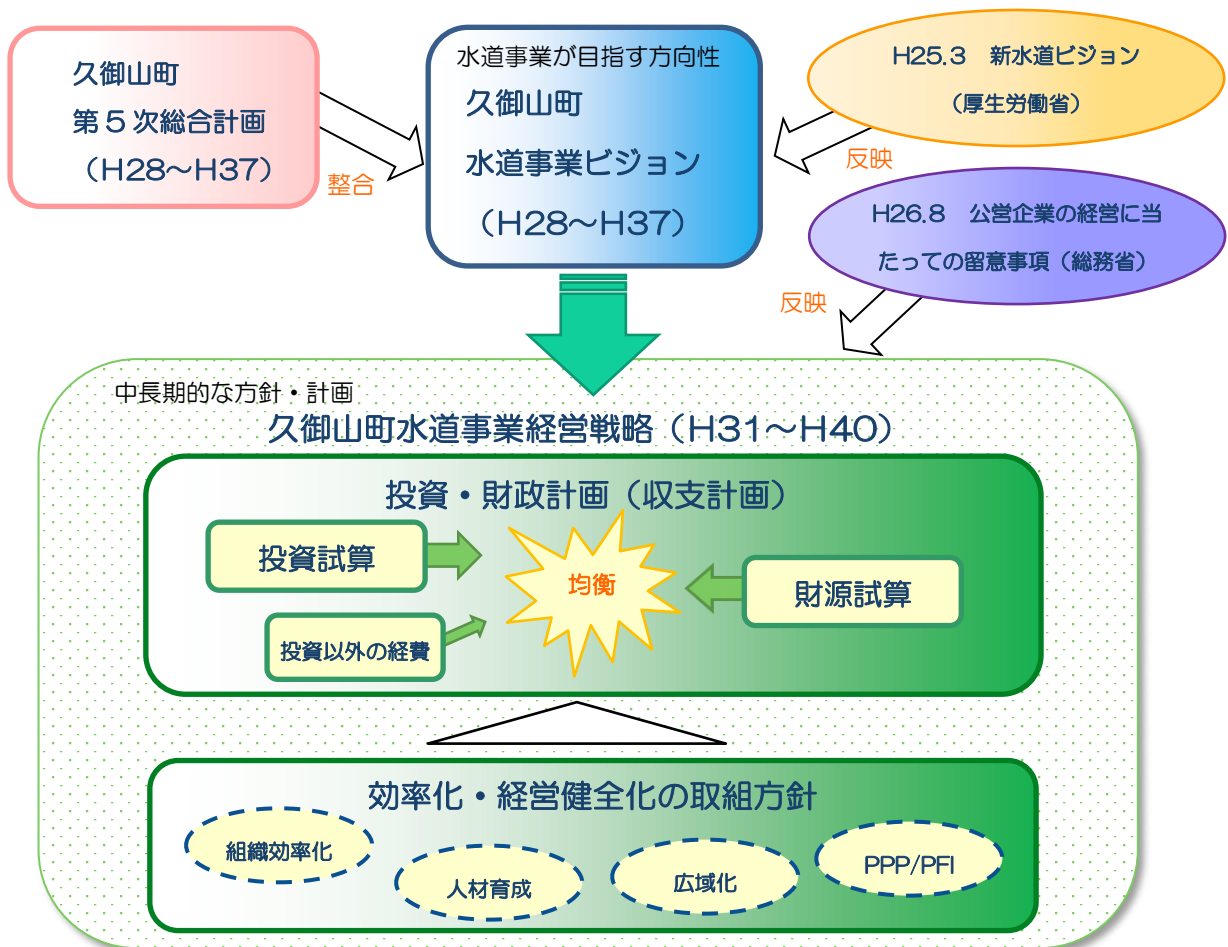 久御山町
第5次総合計画
（H28～H37）
整合
水道事業が目指す方向性
久御山町
水道事業ビジョン
（H28～H37）
H25.3　新水道ビジョン
（厚生労働省）
反映
H26.8　公営企業の経営に当
たっての留意事項（総務省）
反映
中長期的な方針・計画
久御山町水道事業経営戦略（H31～H40）
投資・財政計画（収支計画）
投資試算
均衡
財源試算
投資以外の経費
効率化・経営健全化の取組方針
組織効率化
人材育成
広域化
PPP/PFI